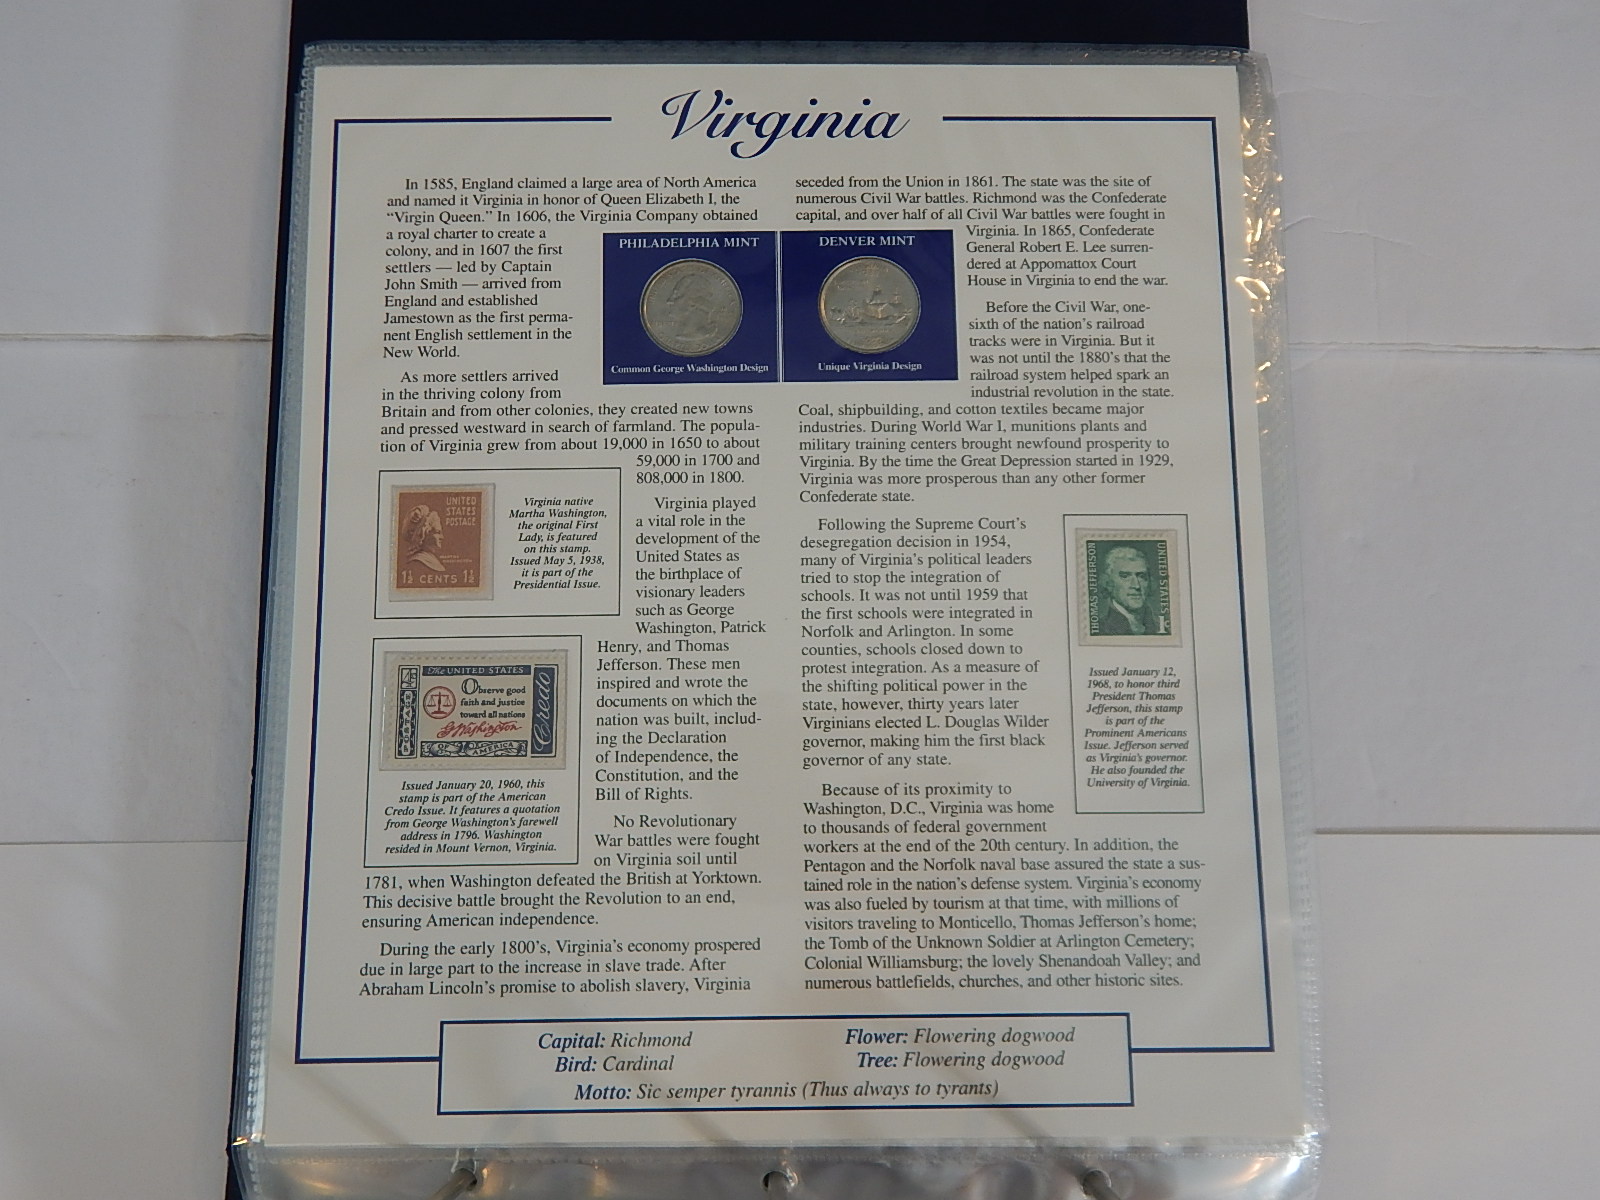 Virginia
In 1585, England claimed a large area of North America
and named it Virginia in honor of Queen Elizabeth I, the
“Virgin Queen.” In 1606, the Virginia Company obtained
a royal charter to create a
colony, and in 1607 the first
settlers — led by Captain
John Smith — arrived from
England and established
Jamestown as the first perma-
nent English settlement in the
New World.
As more settlers arrived
in the thriving colony from
Britain and from other colonies, they created new towns
and pressed westward in search of farmland. The popula-
tion of Virginia grew from about 19,000 in 1650 to about
59,000 in 1700 and
808,000 in 1800.
Virginia played
a vital role in the
development of the
United States as
the birthplace of
visionary leaders
such as George
Washington, Patrick
Henry, and Thomas
Jefferson. These men
inspired and wrote the
documents on which the
nation was built, includ-
ing the Declaration
of Independence, the
Constitution, and the
Bill of Rights.
No Revolutionary
War battles were fought
on Virginia soil until
1781, when Washington defeated the British at Yorktown.
This decisive battle brought the Revolution to an end,
ensuring American independence.
During the early 1800’s, Virginia’s economy prospered
due in large part to the increase in slave trade. After
Abraham Lincoln’s promise to abolish slavery, Virginia
PHILADELPHIA MINT
Common George Washington Design
DENVER MINT
Unique Virginia Design
UNITED
STATES
POSTAGE
1½ CENTS 1½
Virginia native
Martha Washington,
the original First
Lady, is featured
on this stamp.
Issued May 5, 1938,
it is part of the
Presidential Issue.
The UNITED STATES
4¢
POSTAGE
Observe good
faith and justice
toward all nations
G Washington
OF AMERICA
Credo
Issued January 20, 1960, this
stamp is part of the American
Credo Issue. It features a quotation
from George Washington’s farewell
address in 1796. Washington
resided in Mount Vernon, Virginia.
seceded from the Union in 1861. The state was the site of
numerous Civil War battles. Richmond was the Confederate
capital, and over half of all Civil War battles were fought in
Virginia. In 1865, Confederate
General Robert E. Lee surren-
dered at Appomattox Court
House in Virginia to end the war.
Before the Civil War, one-
sixth of the nation’s railroad
tracks were in Virginia. But it
was not until the 1880’s that the
railroad system helped spark an
industrial revolution in the state.
Coal, shipbuilding, and cotton textiles became major
industries. During World War I, munitions plants and
military training centers brought newfound prosperity to
Virginia. By the time the Great Depression started in 1929,
Virginia was more prosperous than any other former
Confederate state.
Following the Supreme Court’s
desegregation decision in 1954,
many of Virginia’s political leaders
tried to stop the integration of
schools. It was not until 1959 that
the first schools were integrated in
Norfolk and Arlington. In some
counties, schools closed down to
protest integration. As a measure of
the shifting political power in the
state, however, thirty years later
Virginians elected L. Douglas Wilder
governor, making him the first black
governor of any state.
Because of its proximity to
Washington, D.C., Virginia was home
to thousands of federal government
workers at the end of the 20th century. In addition, the
Pentagon and the Norfolk naval base assured the state a sus-
tained role in the nation’s defense system. Virginia’s economy
was also fueled by tourism at that time, with millions of
visitors traveling to Monticello, Thomas Jefferson’s home;
the Tomb of the Unknown Soldier at Arlington Cemetery;
Colonial Williamsburg; the lovely Shenandoah Valley; and
numerous battlefields, churches, and other historic sites.
THOMAS JEFFERSON
UNITED STATES
1¢
Issued January 12,
1968, to honor third
President Thomas
Jefferson, this stamp
is part of the
Prominent Americans
Issue. Jefferson served
as Virginia’s governor.
He also founded the
University of Virginia.
Capital: Richmond
Bird: Cardinal
Flower: Flowering dogwood
Tree: Flowering dogwood
Motto: Sic semper tyrannis (Thus always to tyrants)